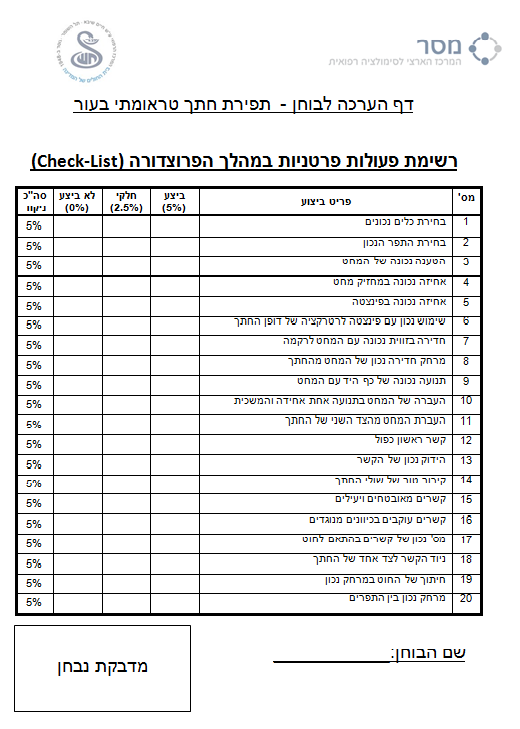 מסר
המרכז הארצי לסימולציה רפואית
דף הערכה לבוחן - תפירת חתך טראומתי בעור
רשימת פעולות פרטניות במהלך הפרוצדורה (Check-List)
מס' פריט ביצוע ביצע (5%) חלקי (2.5%) לא ביצע (0%) סה"כ ניקוד
1 בחירת כלים נכונים 5%
2 בחירת התפר הנכון 5%
3 הטענה נכונה של המחט 5%
4 אחיזה נכונה במחזיק מחט 5%
5 אחיזה נכונה בפינצטה 5%
6 שימוש נכון עם פינצטה לרטרקציה של דופן החתך 5%
7 חדירה בזווית נכונה עם המחט לרקמה 5%
8 מרחק חדירה נכון של המחט מהחתך 5%
9 תנועה נכונה של כף היד עם המחט 5%
10 העברה של המחט בתנועה אחת אחידה והמשכית 5%
11 העברת המחט מהצד השני של החתך 5%
12 קשר ראשון כפול 5%
13 הידוק נכון של הקשר 5%
14 קירוב טוב של שולי החתך 5%
15 קשרים מאובטחים ויעילים 5%
16 קשרים עוקבים בכיוונים מנוגדים 5%
17 מס' נכון של קשרים בהתאם לחוט 5%
18 ניוד הקשר לצד אחד של החתך 5%
19 חיתוך של החוט במרחק נכון 5%
20 מרחק נכון בין התפרים 5%
שם הבוחן:____________
מדבקת נבחן